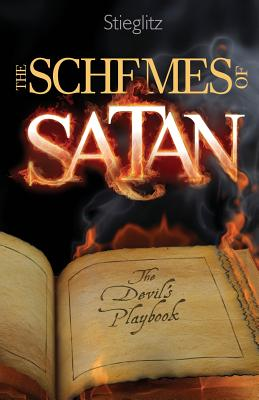 Stieglitz
THE SCHEMES OF
SATAN
The
Devil's
Playbook